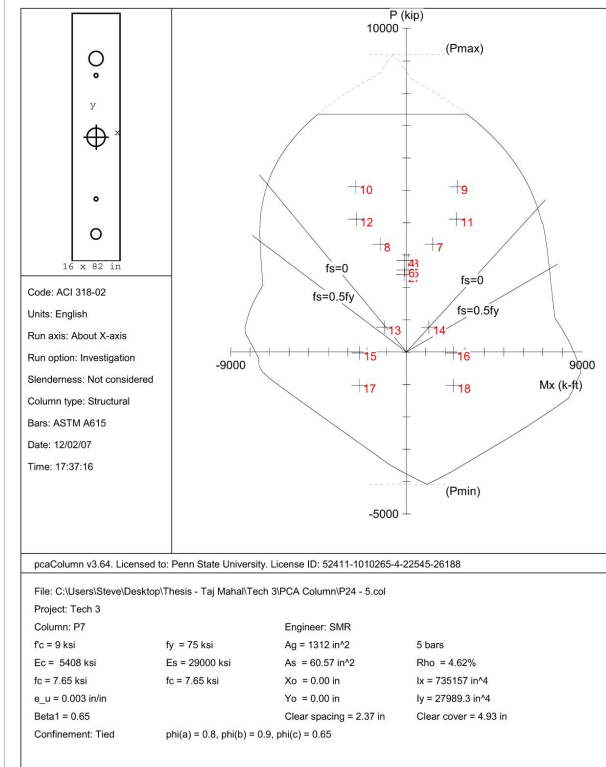 P (kip)
10000
(Pmax)
y
x
10
9
12
11
8
7
fs=0
fs=0
fs=0.5fy
fs=0.5fy
13
14
15
16
-9000
9000
Mx (k-ft)
17
18
(Pmin)
-5000
16 x 82 in
Code: ACI 318-02
Units: English
Run axis: About X-axis
Run option: Investigation
Slenderness: Not considered
Column type: Structural
Bars: ASTM A615
Date: 12/02/07
Time: 17:37:16
pcaColumn v3.64. Licensed to: Penn State University. License ID: 52411-1010265-4-22545-26188
File: C:\Users\Steve\Desktop\Thesis - Taj Mahal\Tech 3\PCA Column\P24 - 5.col
Project: Tech 3
Column: P7 Engineer: SMR
f'c = 9 ksi fy = 75 ksi Ag = 1312 in^2 5 bars
Ec = 5408 ksi Es = 29000 ksi As = 60.57 in^2 Rho = 4.62%
fc = 7.65 ksi fc = 7.65 ksi Xo = 0.00 in Ix = 735157 in^4
e_u = 0.003 in/in Yo = 0.00 in Iy = 27989.3 in^4
Beta1 = 0.65 Clear spacing = 2.37 in Clear cover = 4.93 in
Confinement: Tied phi(a) = 0.8, phi(b) = 0.9, phi(c) = 0.65